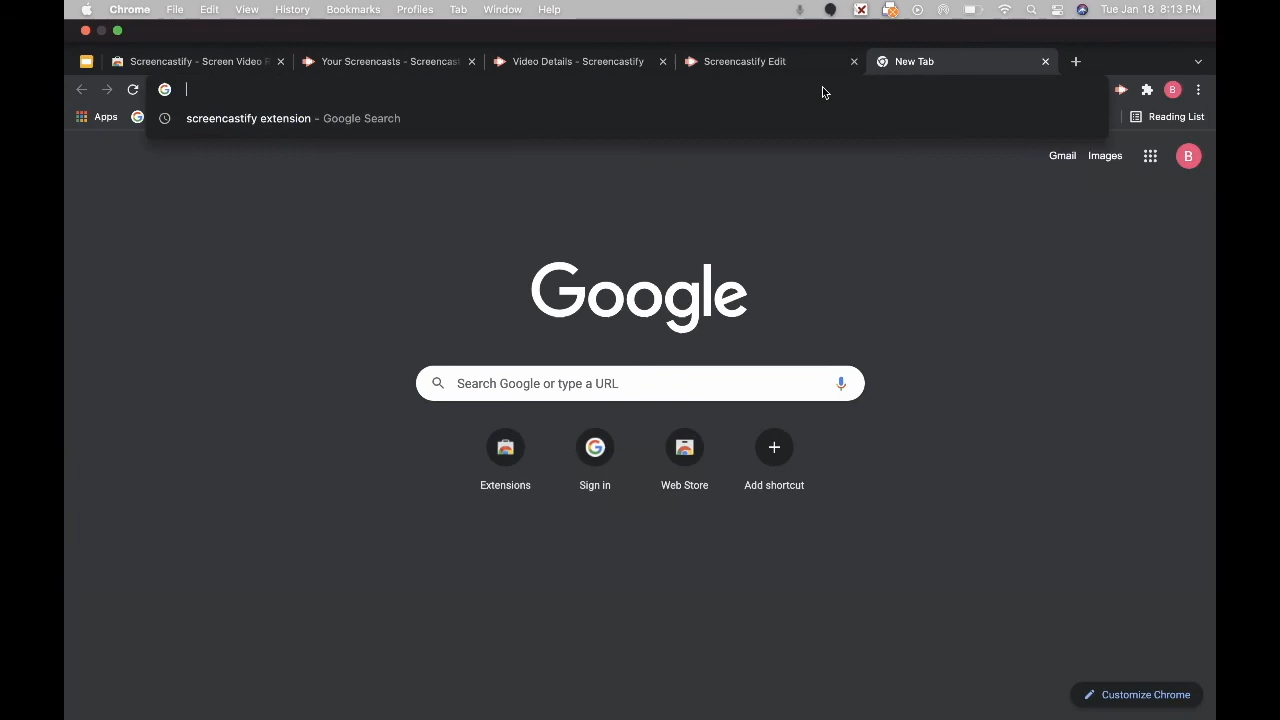 Chrome File Edit View History Bookmarks Profiles Tab Window Help Tue Jan 18 8:13 PM
Screencastify - Screen Video Your Screencasts - Screencast Video Details - Screencastify Screencastify Edit New Tab
B
screencastify extension - Google Search
Apps Reading List
Gmail Images B
Google
Search Google or type a URL
Extensions Sign in Web Store Add shortcut
Customize Chrome